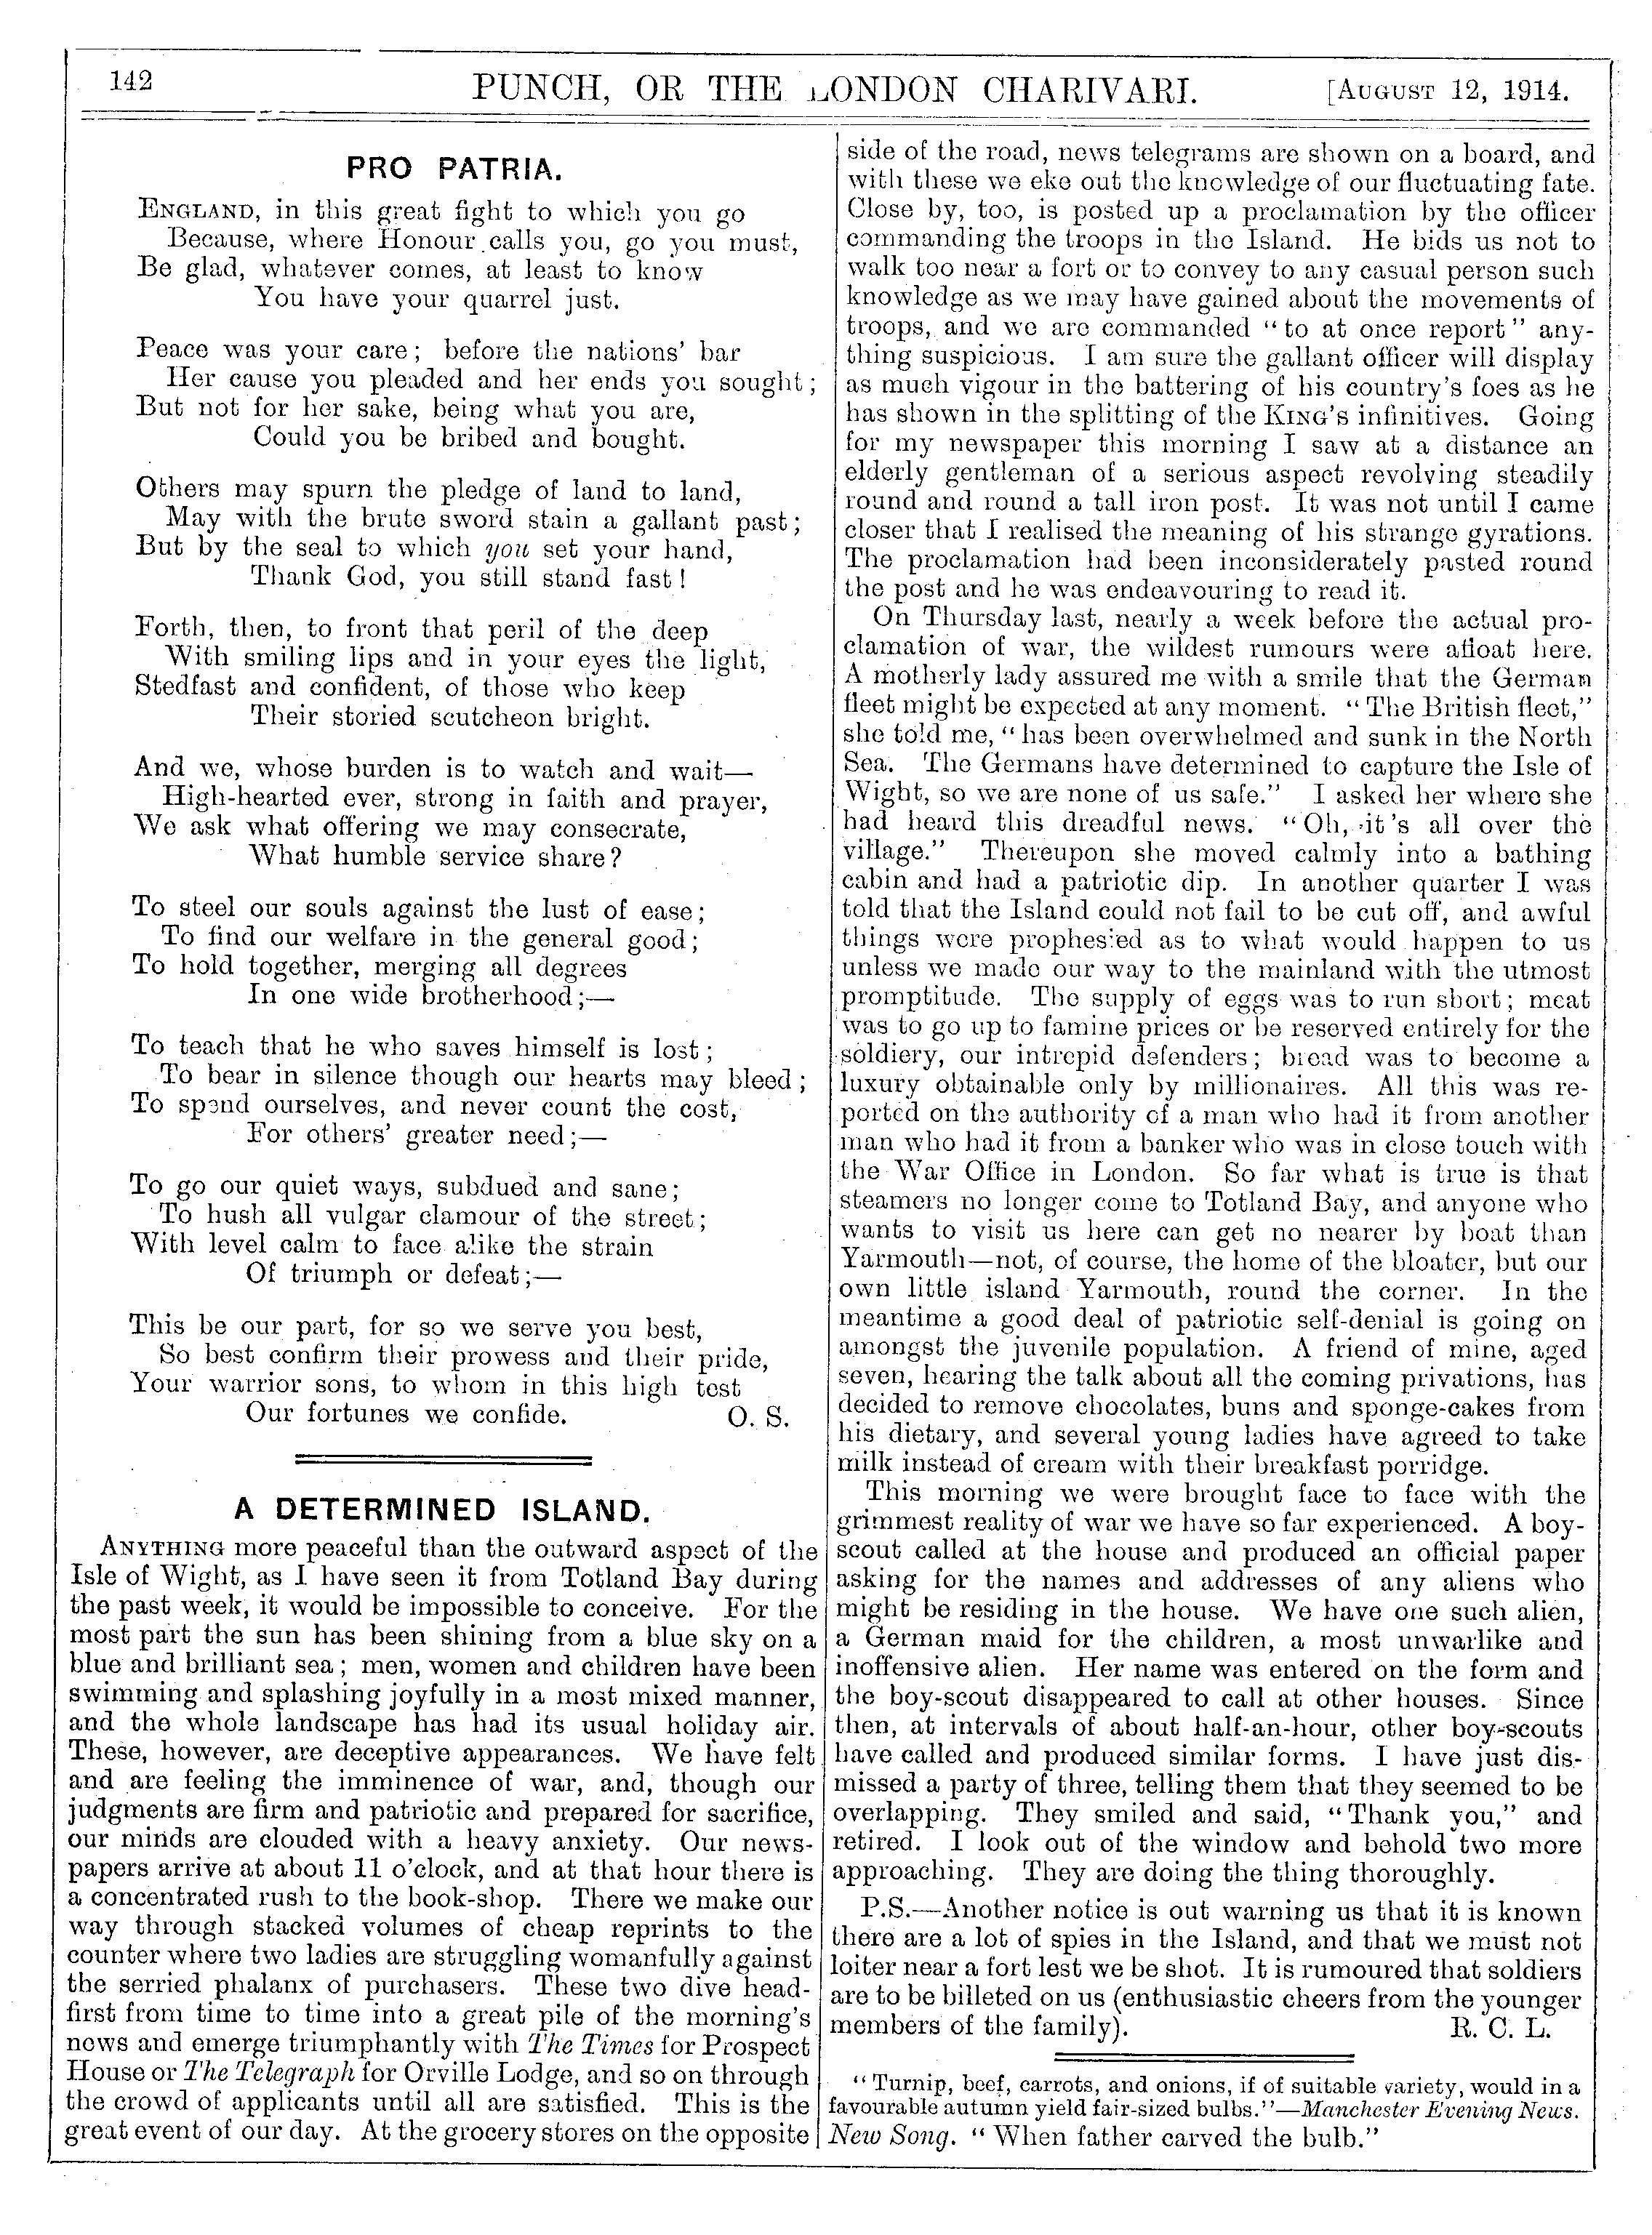 142
PUNCH, OR THE LONDON CHARIVARI.
[AUGUST 12, 1914.
PRO PATRIA.
ENGLAND, in this great fight to which you go
Because, where Honour calls you, go you must,
Be glad, whatever comes, at least to know
You have your quarrel just.
Peace was your care; before the nations' bar
Her cause you pleaded and her ends you sought;
But not for her sake, being what you are,
Could you be bribed and bought.
Others may spurn the pledge of land to land,
May with the brute sword stain a gallant past;
But by the seal to which you set your hand,
Thank God, you still stand fast!
Forth, then, to front that peril of the deep
With smiling lips and in your eyes the light,
Stedfast and confident, of those who keep
Their storied scutcheon bright.
And we, whose burden is to watch and wait—
High-hearted ever, strong in faith and prayer,
We ask what offering we may consecrate,
What humble service share?
To steel our souls against the lust of ease;
To find our welfare in the general good;
To hold together, merging all degrees
In one wide brotherhood;—
To teach that he who saves himself is lost;
To bear in silence though our hearts may bleed;
To spend ourselves, and never count the cost,
For others' greater need;—
To go our quiet ways, subdued and sane;
To hush all vulgar clamour of the street;
With level calm to face alike the strain
Of triumph or defeat;—
This be our part, for so we serve you best,
So best confirm their prowess and their pride,
Your warrior sons, to whom in this high test
Our fortunes we confide. O. S.
A DETERMINED ISLAND.
ANYTHING more peaceful than the outward aspect of the
Isle of Wight, as I have seen it from Totland Bay during
the past week, it would be impossible to conceive. For the
most part the sun has been shining from a blue sky on a
blue and brilliant sea; men, women and children have been
swimming and splashing joyfully in a most mixed manner,
and the whole landscape has had its usual holiday air.
These, however, are deceptive appearances. We have felt
and are feeling the imminence of war, and, though our
judgments are firm and patriotic and prepared for sacrifice,
our minds are clouded with a heavy anxiety. Our news-
papers arrive at about 11 o'clock, and at that hour there is
a concentrated rush to the book-shop. There we make our
way through stacked volumes of cheap reprints to the
counter where two ladies are struggling womanfully against
the serried phalanx of purchasers. These two dive head-
first from time to time into a great pile of the morning's
news and emerge triumphantly with The Times for Prospect
House or The Telegraph for Orville Lodge, and so on through
the crowd of applicants until all are satisfied. This is the
great event of our day. At the grocery stores on the opposite
side of the road, news telegrams are shown on a board, and
with these we eke out the knowledge of our fluctuating fate.
Close by, too, is posted up a proclamation by the officer
commanding the troops in the Island. He bids us not to
walk too near a fort or to convey to any casual person such
knowledge as we may have gained about the movements of
troops, and we are commanded "to at once report" any-
thing suspicious. I am sure the gallant officer will display
as much vigour in the battering of his country's foes as he
has shown in the splitting of the KING's infinitives. Going
for my newspaper this morning I saw at a distance an
elderly gentleman of a serious aspect revolving steadily
round and round a tall iron post. It was not until I came
closer that I realised the meaning of his strange gyrations.
The proclamation had been inconsiderately pasted round
the post and he was endeavouring to read it.
On Thursday last, nearly a week before the actual pro-
clamation of war, the wildest rumours were afloat here.
A motherly lady assured me with a smile that the German
fleet might be expected at any moment. "The British fleet,"
she told me, "has been overwhelmed and sunk in the North
Sea. The Germans have determined to capture the Isle of
Wight, so we are none of us safe." I asked her where she
had heard this dreadful news. "Oh, it's all over the
village." Thereupon she moved calmly into a bathing
cabin and had a patriotic dip. In another quarter I was
told that the Island could not fail to be cut off, and awful
things were prophesied as to what would happen to us
unless we made our way to the mainland with the utmost
promptitude. The supply of eggs was to run short; meat
was to go up to famine prices or be reserved entirely for the
soldiery, our intrepid defenders; bread was to become a
luxury obtainable only by millionaires. All this was re-
ported on the authority of a man who had it from another
man who had it from a banker who was in close touch with
the War Office in London. So far what is true is that
steamers no longer come to Totland Bay, and anyone who
wants to visit us here can get no nearer by boat than
Yarmouth—not, of course, the home of the bloater, but our
own little island Yarmouth, round the corner. In the
meantime a good deal of patriotic self-denial is going on
amongst the juvenile population. A friend of mine, aged
seven, hearing the talk about all the coming privations, has
decided to remove chocolates, buns and sponge-cakes from
his dietary, and several young ladies have agreed to take
milk instead of cream with their breakfast porridge.
This morning we were brought face to face with the
grimmest reality of war we have so far experienced. A boy-
scout called at the house and produced an official paper
asking for the names and addresses of any aliens who
might be residing in the house. We have one such alien,
a German maid for the children, a most unwarlike and
inoffensive alien. Her name was entered on the form and
the boy-scout disappeared to call at other houses. Since
then, at intervals of about half-an-hour, other boy-scouts
have called and produced similar forms. I have just dis-
missed a party of three, telling them that they seemed to be
overlapping. They smiled and said, "Thank you," and
retired. I look out of the window and behold two more
approaching. They are doing the thing thoroughly.
P.S.—Another notice is out warning us that it is known
there are a lot of spies in the Island, and that we must not
loiter near a fort lest we be shot. It is rumoured that soldiers
are to be billeted on us (enthusiastic cheers from the younger
members of the family). R. C. L.
"Turnip, beef, carrots, and onions, if of suitable variety, would in a
favourable autumn yield fair-sized bulbs."—Manchester Evening News.
New Song. "When father carved the bulb."